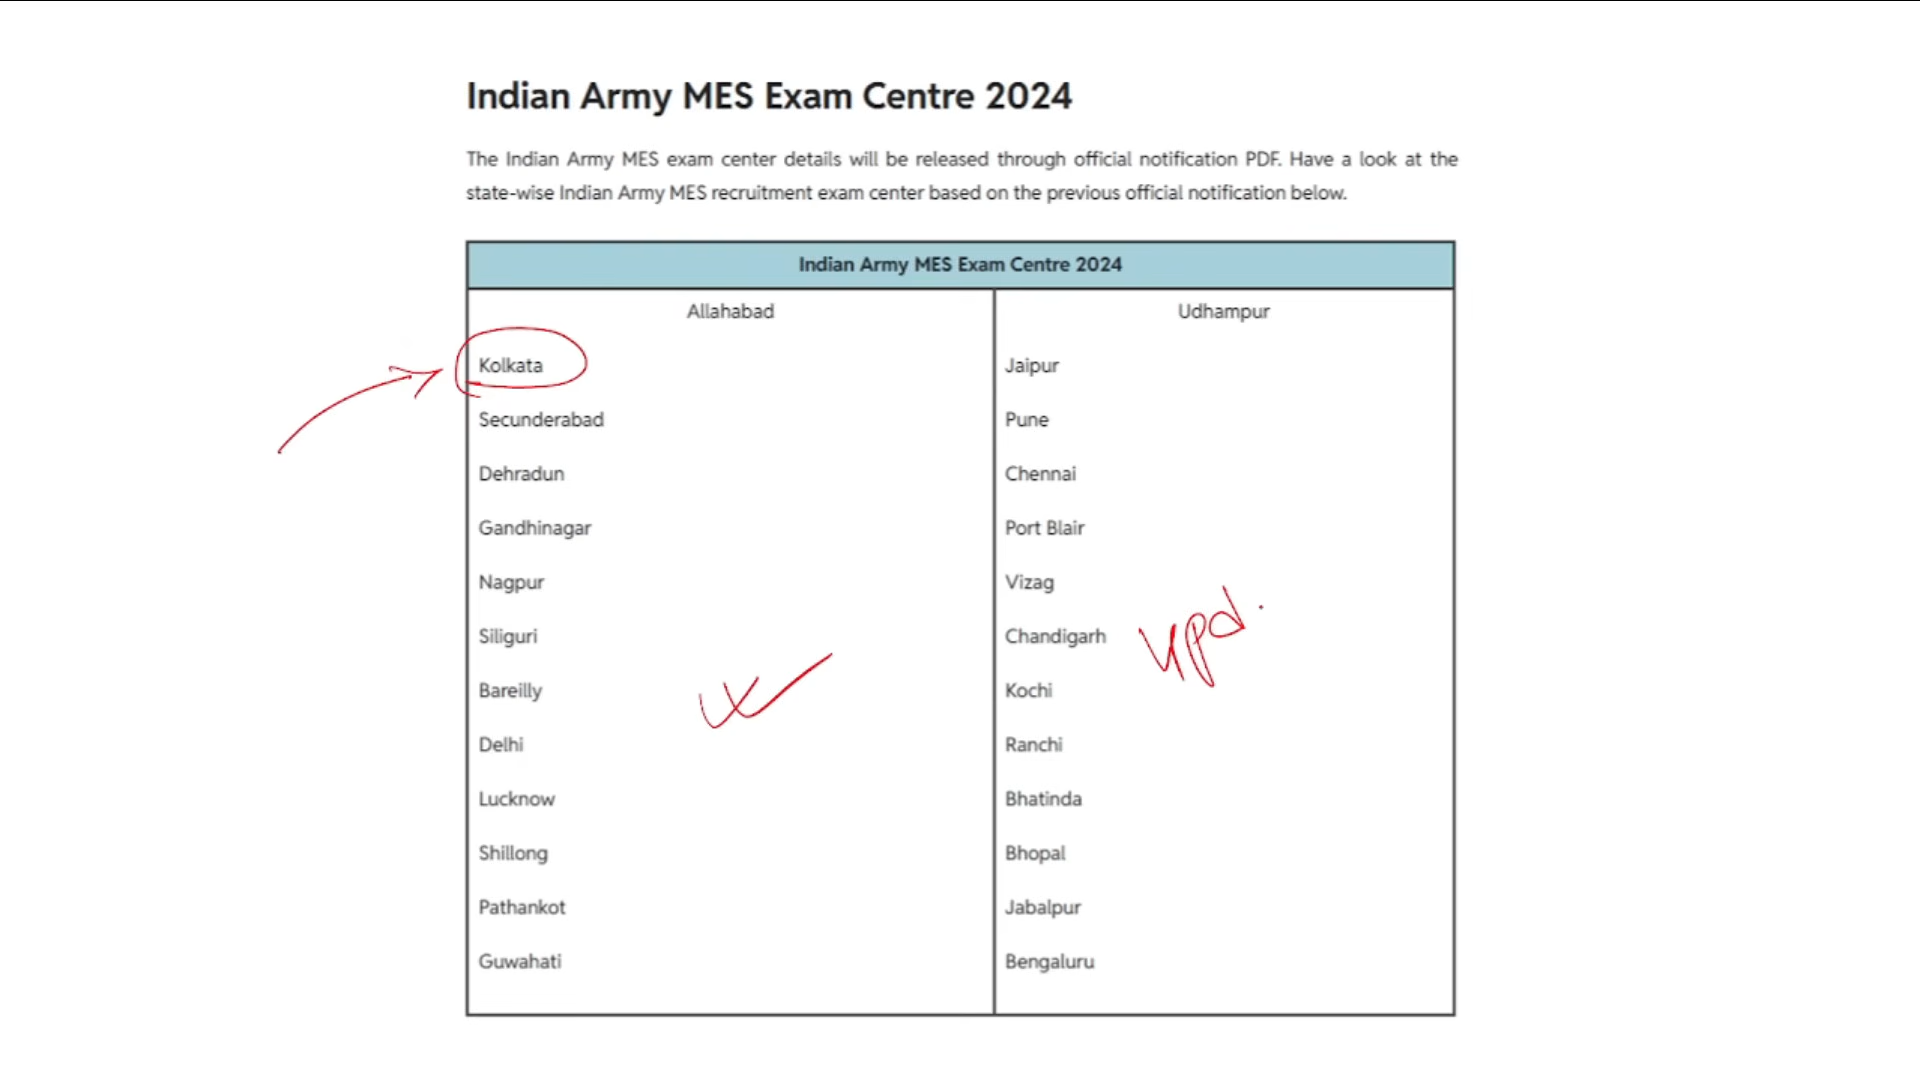 Indian Army MES Exam Centre 2024
The Indian Army MES exam center details will be released through official notification PDF. Have a look at the
state-wise Indian Army MES recruitment exam center based on the previous official notification below.
Indian Army MES Exam Centre 2024
Allahabad Udhampur
Kolkata Jaipur
Secunderabad Pune
Dehradun Chennai
Gandhinagar Port Blair
Nagpur Vizag
Siliguri Chandigarh
Upd.
Bareilly Kochi
Delhi Ranchi
Lucknow Bhatinda
Shillong Bhopal
Pathankot Jabalpur
Guwahati Bengaluru